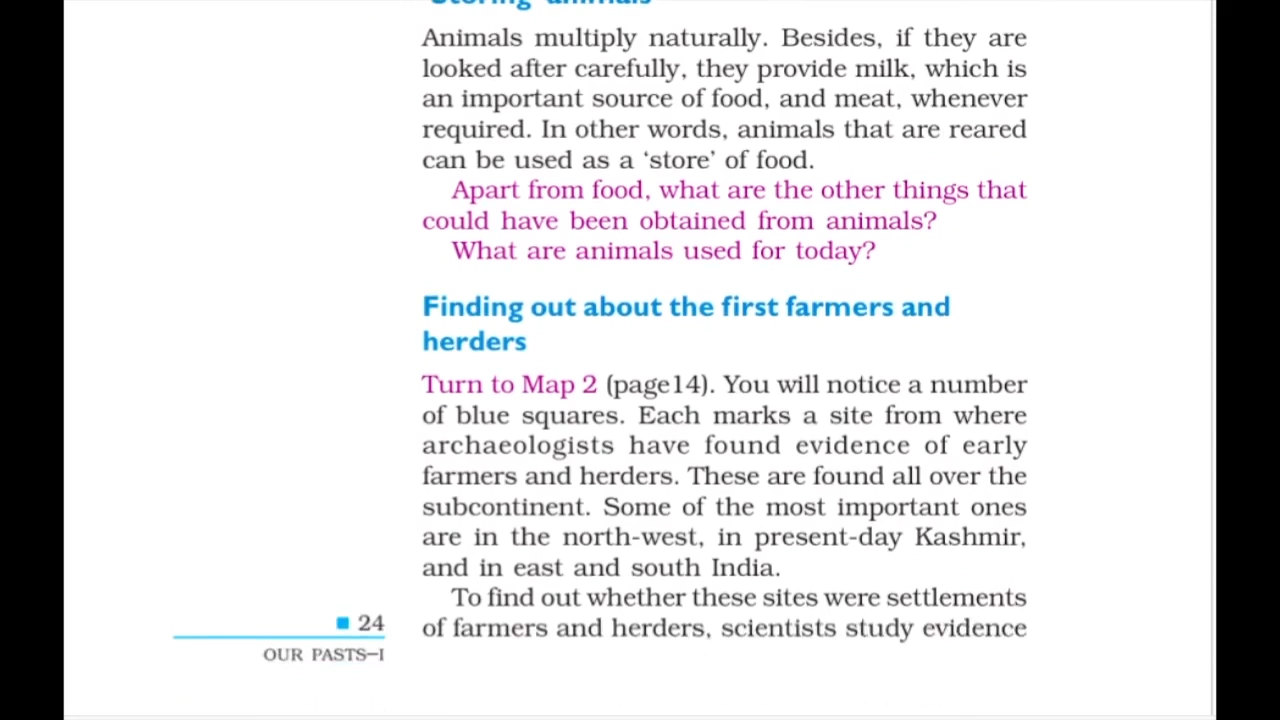 'Storing' animals
Animals multiply naturally. Besides, if they are
looked after carefully, they provide milk, which is
an important source of food, and meat, whenever
required. In other words, animals that are reared
can be used as a ‘store’ of food.
Apart from food, what are the other things that
could have been obtained from animals?
What are animals used for today?
Finding out about the first farmers and
herders
Turn to Map 2 (page14). You will notice a number
of blue squares. Each marks a site from where
archaeologists have found evidence of early
farmers and herders. These are found all over the
subcontinent. Some of the most important ones
are in the north-west, in present-day Kashmir,
and in east and south India.
To find out whether these sites were settlements
of farmers and herders, scientists study evidence
24
OUR PASTS–I